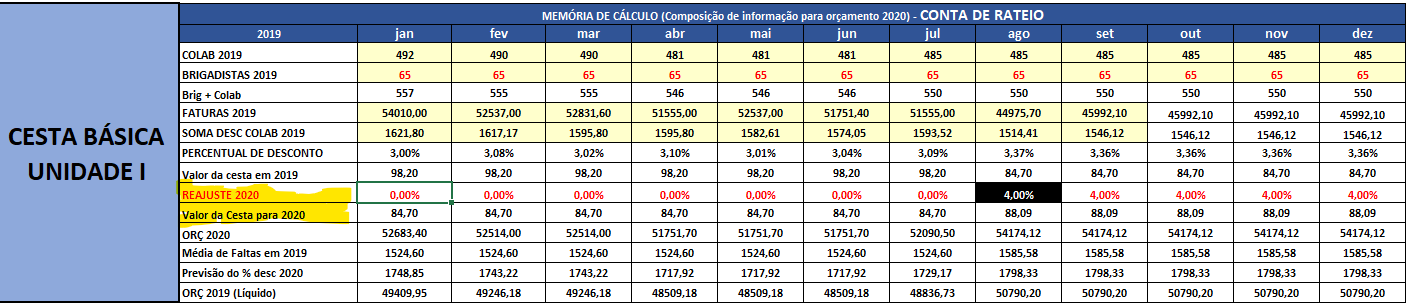 MEMÓRIA DE CÁLCULO (Composição de informação para orçamento 2020) - CONTA DE RATEIO
2019 jan fev mar abr mai jun jul ago set out nov dez
COLAB 2019 492 490 490 481 481 481 485 485 485 485 485 485
BRIGADISTAS 2019 65 65 65 65 65 65 65 65 65 65 65 65
Brig + Colab 557 555 555 546 546 546 550 550 550 550 550 550
FATURAS 2019 54010,00 52537,00 52831,60 51555,00 52537,00 51751,40 51555,00 44975,70 45992,10 45992,10 45992,10 45992,10
CESTA BÁSICA
UNIDADE I
SOMA DESC COLAB 2019 1621,80 1617,17 1595,80 1595,80 1582,61 1574,05 1593,52 1514,41 1546,12 1546,12 1546,12 1546,12
PERCENTUAL DE DESCONTO 3,00% 3,08% 3,02% 3,10% 3,01% 3,04% 3,09% 3,37% 3,36% 3,36% 3,36% 3,36%
Valor da cesta em 2019 98,20 98,20 98,20 98,20 98,20 98,20 98,20 84,70 84,70 84,70 84,70 84,70
REAJUSTE 2020 0,00% 0,00% 0,00% 0,00% 0,00% 0,00% 0,00% 4,00% 4,00% 4,00% 4,00% 4,00%
Valor da Cesta para 2020 84,70 84,70 84,70 84,70 84,70 84,70 84,70 88,09 88,09 88,09 88,09 88,09
ORÇ 2020 52683,40 52514,00 52514,00 51751,70 51751,70 51751,70 52090,50 54174,12 54174,12 54174,12 54174,12 54174,12
Média de Faltas em 2019 1524,60 1524,60 1524,60 1524,60 1524,60 1524,60 1524,60 1585,58 1585,58 1585,58 1585,58 1585,58
Previsão do % desc 2020 1748,85 1743,22 1743,22 1717,92 1717,92 1717,92 1729,17 1798,33 1798,33 1798,33 1798,33 1798,33
ORÇ 2019 (Líquido) 49409,95 49246,18 49246,18 48509,18 48509,18 48509,18 48836,73 50790,20 50790,20 50790,20 50790,20 50790,20